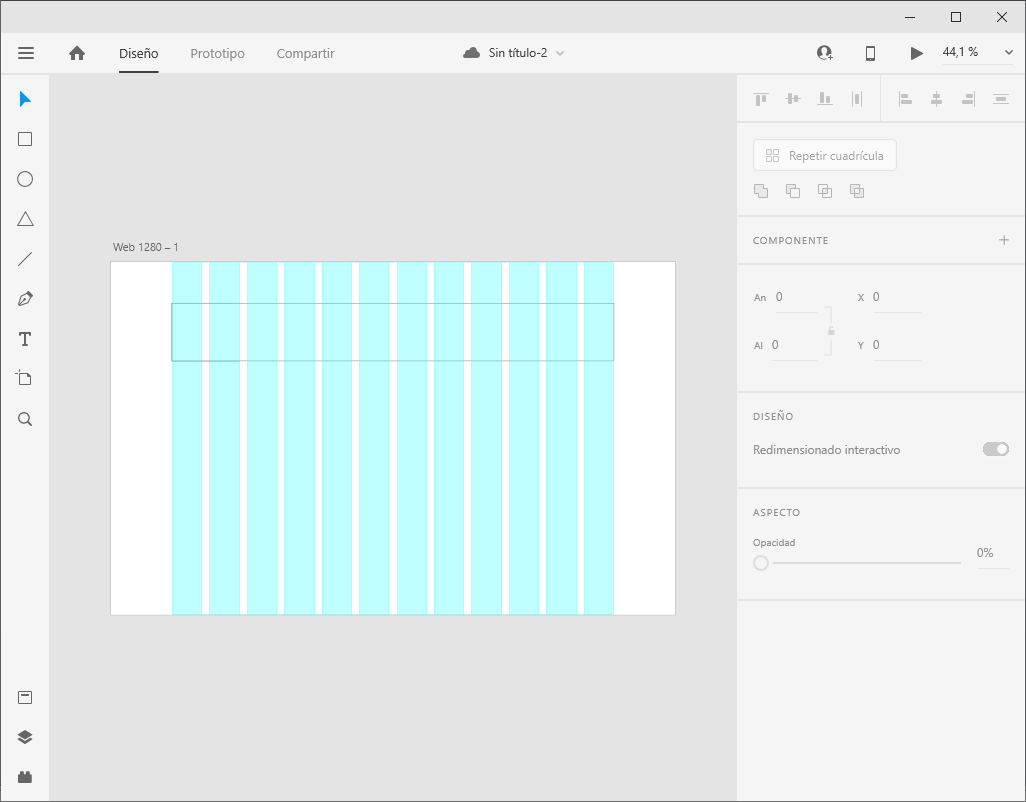 Diseño Prototipo Compartir Sin título-2 44,1 %
Repetir cuadrícula
Web 1280 – 1
COMPONENTE
An 0 X 0
Al 0 Y 0
DISEÑO
Redimensionado interactivo
ASPECTO
Opacidad
0%